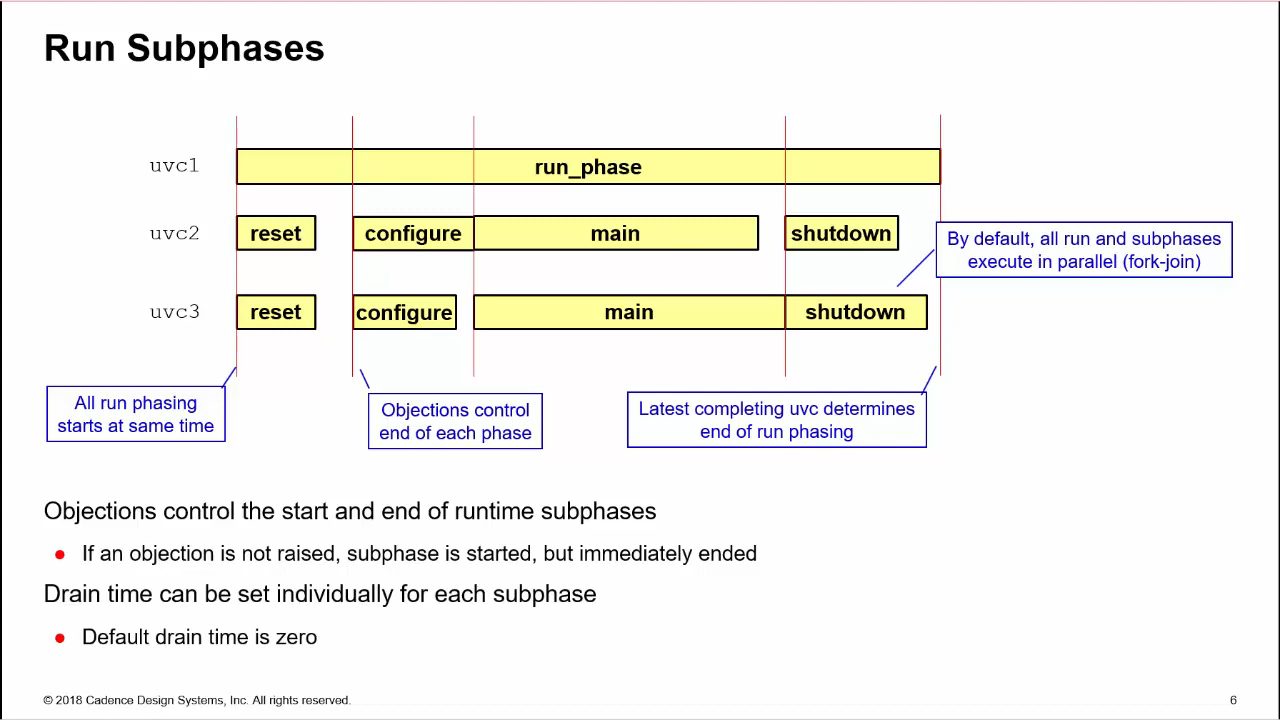 Run Subphases
uvc1
run_phase
uvc2
reset
configure
main
shutdown
By default, all run and subphases
execute in parallel (fork-join)
uvc3
reset
configure
main
shutdown
All run phasing
starts at same time
Objections control
end of each phase
Latest completing uvc determines
end of run phasing
Objections control the start and end of runtime subphases
● If an objection is not raised, subphase is started, but immediately ended
Drain time can be set individually for each subphase
● Default drain time is zero
© 2018 Cadence Design Systems, Inc. All rights reserved.
6